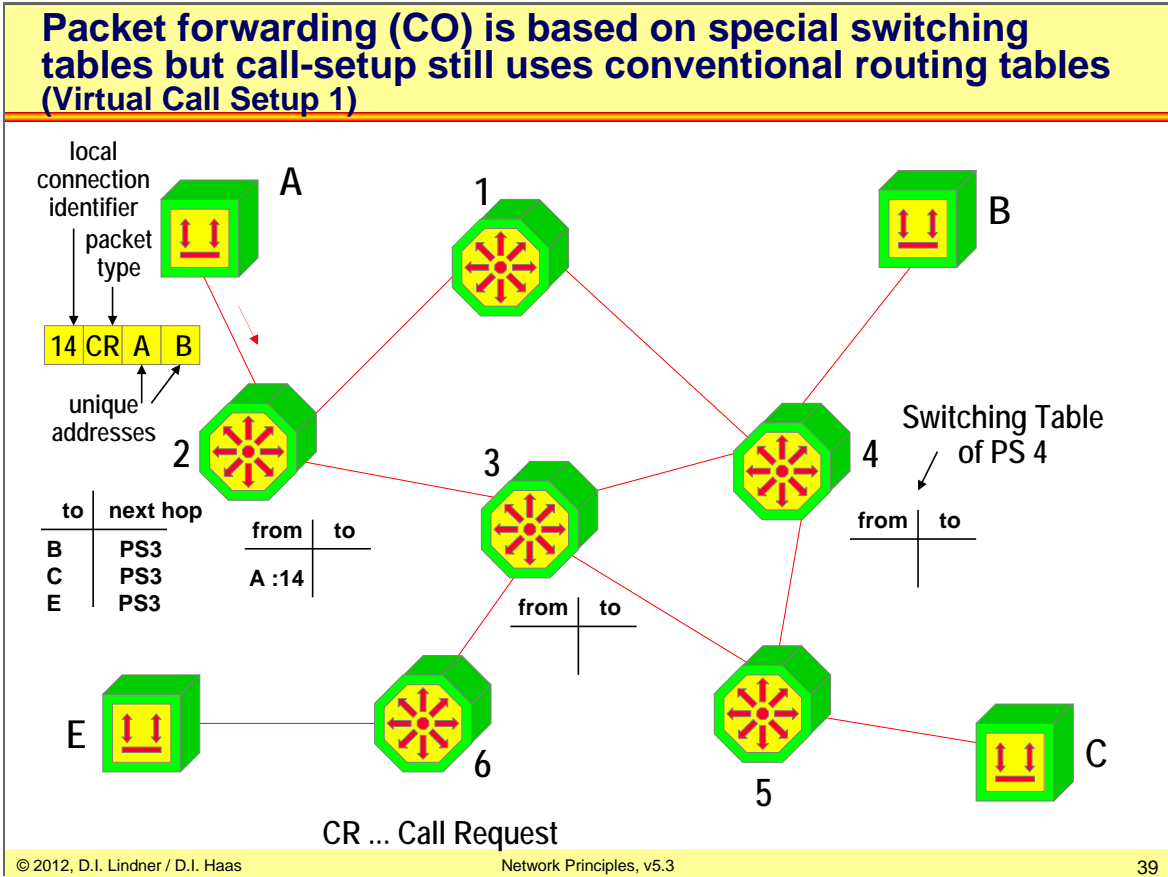 Packet forwarding (CO) is based on special switching
tables but call-setup still uses conventional routing tables
(Virtual Call Setup 1)
local
connection
identifier
packet
type
A
1
B
14 CR A B
unique
addresses
2
3
4
Switching Table
of PS 4
to next hop
B PS3
C PS3
E PS3
from to
A :14
from to
from to
E
6
5
C
CR ... Call Request
© 2012, D.I. Lindner / D.I. Haas
Network Principles, v5.3
39